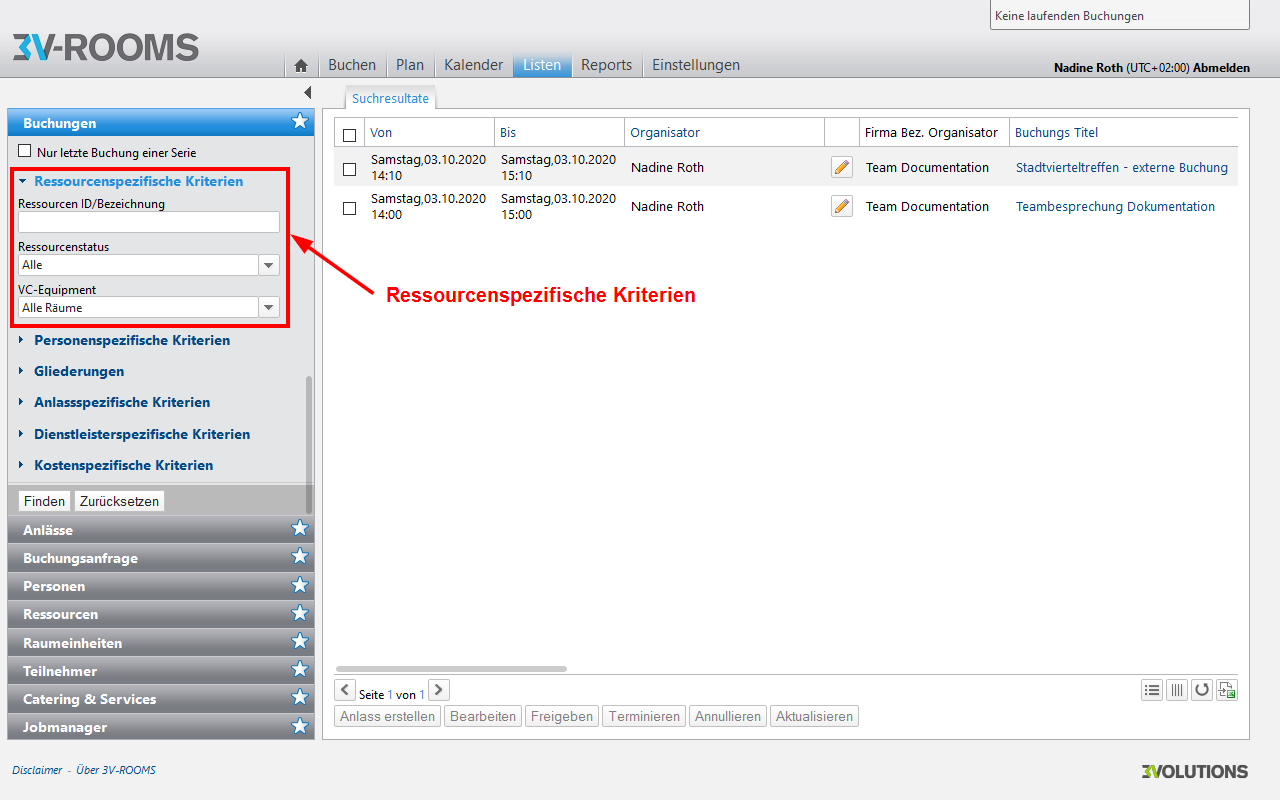 Keine laufenden Buchungen
3V-ROOMS
Buchen Plan Kalender Listen Reports Einstellungen
Nadine Roth (UTC+02:00) Abmelden
Buchungen
Nur letzte Buchung einer Serie
Ressourcenspezifische Kriterien
Ressourcen ID/Bezeichnung
Ressourcenstatus
Alle
VC-Equipment
Alle Räume
Personenspezifische Kriterien
Gliederungen
Anlassspezifische Kriterien
Dienstleisterspezifische Kriterien
Kostenspezifische Kriterien
Finden Zurücksetzen
Anlässe
Buchungsanfrage
Personen
Ressourcen
Raumeinheiten
Teilnehmer
Catering & Services
Jobmanager
Suchresultate
Von Bis Organisator Firma Bez. Organisator Buchungs Titel
Samstag,03.10.2020 Samstag,03.10.2020 Nadine Roth Team Documentation Stadtvierteltreffen - externe Buchung
14:10 15:10
Samstag,03.10.2020 Samstag,03.10.2020 Nadine Roth Team Documentation Teambesprechung Dokumentation
14:00 15:00
Ressourcenspezifische Kriterien
Seite 1 von 1
Anlass erstellen Bearbeiten Freigeben Terminieren Annullieren Aktualisieren
Disclaimer - Über 3V-ROOMS
3VOLUTIONS